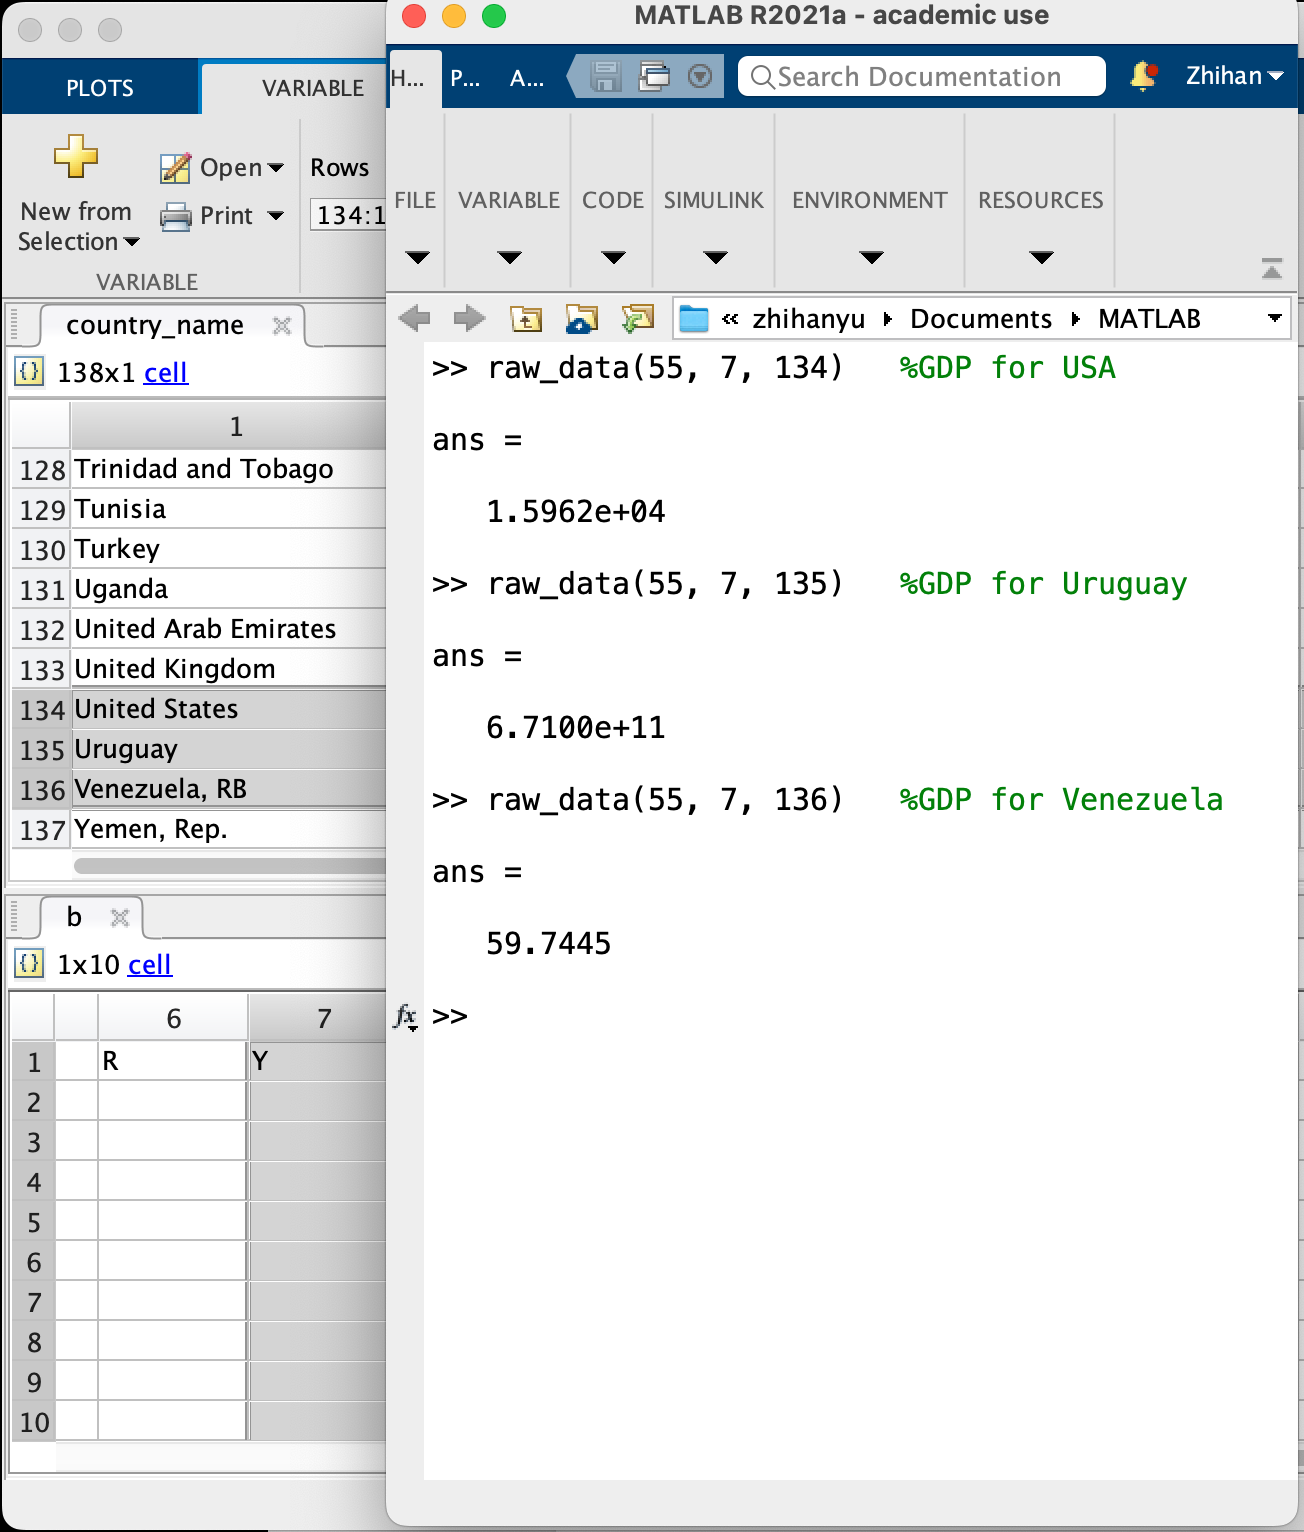 PLOTS
VARIABLE
New from
Selection
Open
Print
Rows
134:1
VARIABLE
country_name
138x1 cell
1
128 Trinidad and Tobago
129 Tunisia
130 Turkey
131 Uganda
132 United Arab Emirates
133 United Kingdom
134 United States
135 Uruguay
136 Venezuela, RB
137 Yemen, Rep.
b
1x10 cell
6 7
1 R Y
2
3
4
5
6
7
8
9
10
MATLAB R2021a - academic use
H... P... A... Search Documentation Zhihan
FILE VARIABLE CODE SIMULINK ENVIRONMENT RESOURCES
« zhihanyu Documents MATLAB
>> raw_data(55, 7, 134)   %GDP for USA
ans =
1.5962e+04
>> raw_data(55, 7, 135)   %GDP for Uruguay
ans =
6.7100e+11
>> raw_data(55, 7, 136)   %GDP for Venezuela
ans =
59.7445
fx >>